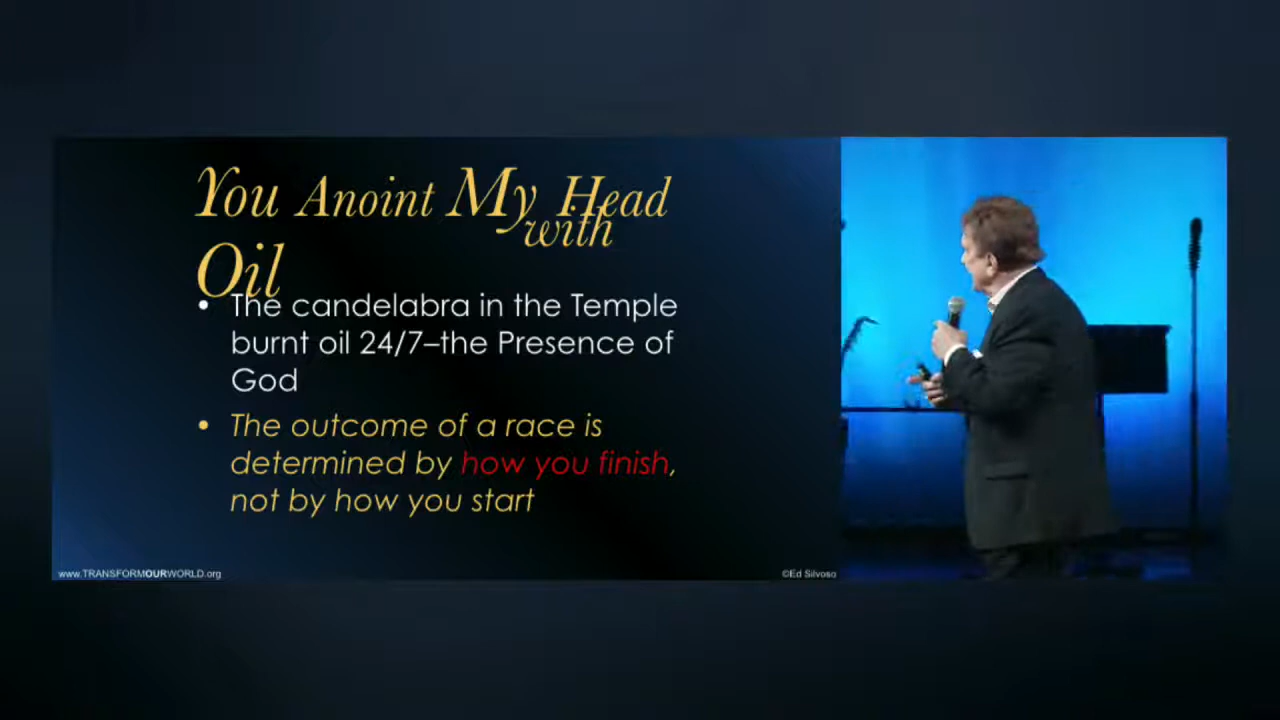 You Anoint My Head with
Oil
• The candelabra in the Temple
burnt oil 24/7–the Presence of
God
• The outcome of a race is
determined by how you finish,
not by how you start
www.TRANSFORMOURWORLD.org
©Ed Silvoso